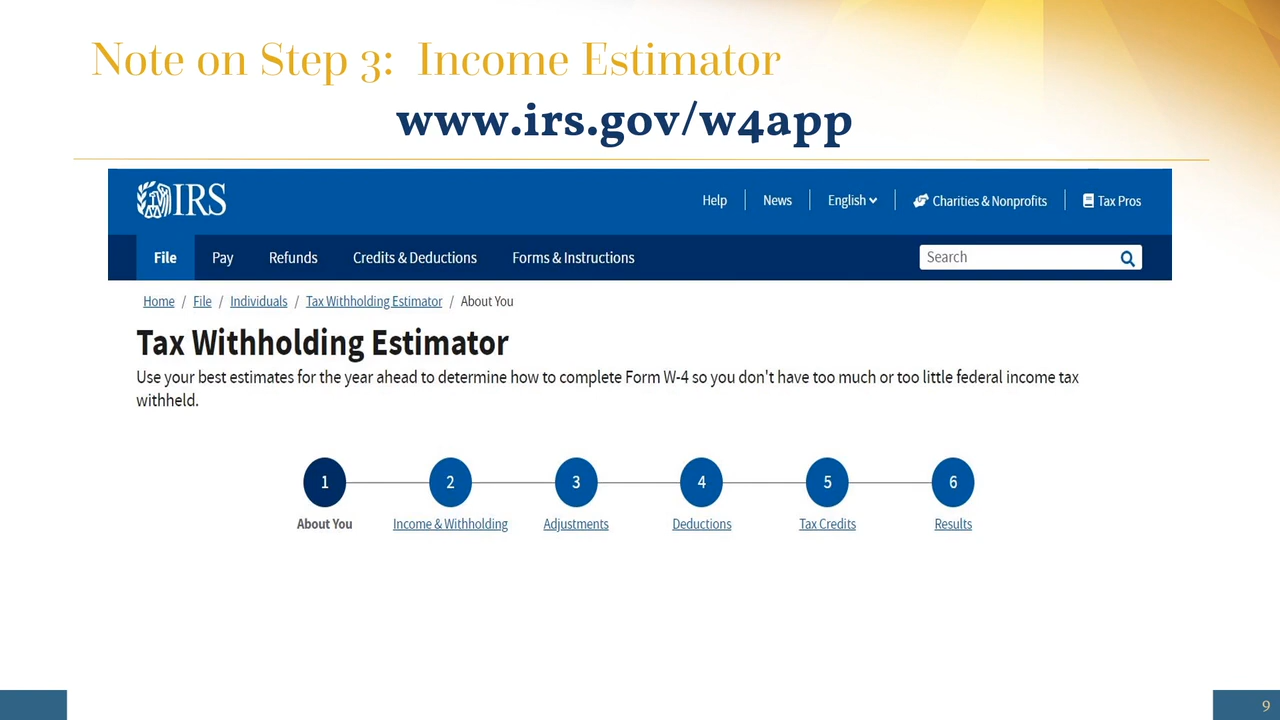 Note on Step 3: Income Estimator
www.irs.gov/w4app
IRS
Help
News
English
Charities & Nonprofits
Tax Pros
File
Pay
Refunds
Credits & Deductions
Forms & Instructions
Search
Home / File / Individuals / Tax Withholding Estimator / About You
Tax Withholding Estimator
Use your best estimates for the year ahead to determine how to complete Form W-4 so you don't have too much or too little federal income tax
withheld.
1
2
3
4
5
6
About You
Income & Withholding
Adjustments
Deductions
Tax Credits
Results
9